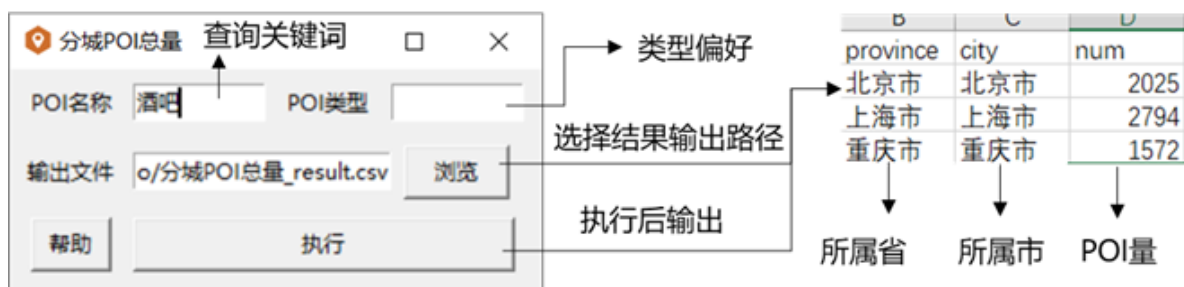 分城POI总量
查询关键词
POI名称 酒吧 POI类型
类型偏好
输出文件 o/分城POI总量_result.csv 浏览
选择结果输出路径
帮助 执行
执行后输出
B C D
province city num
北京市 北京市 2025
上海市 上海市 2794
重庆市 重庆市 1572
所属省 所属市 POI量